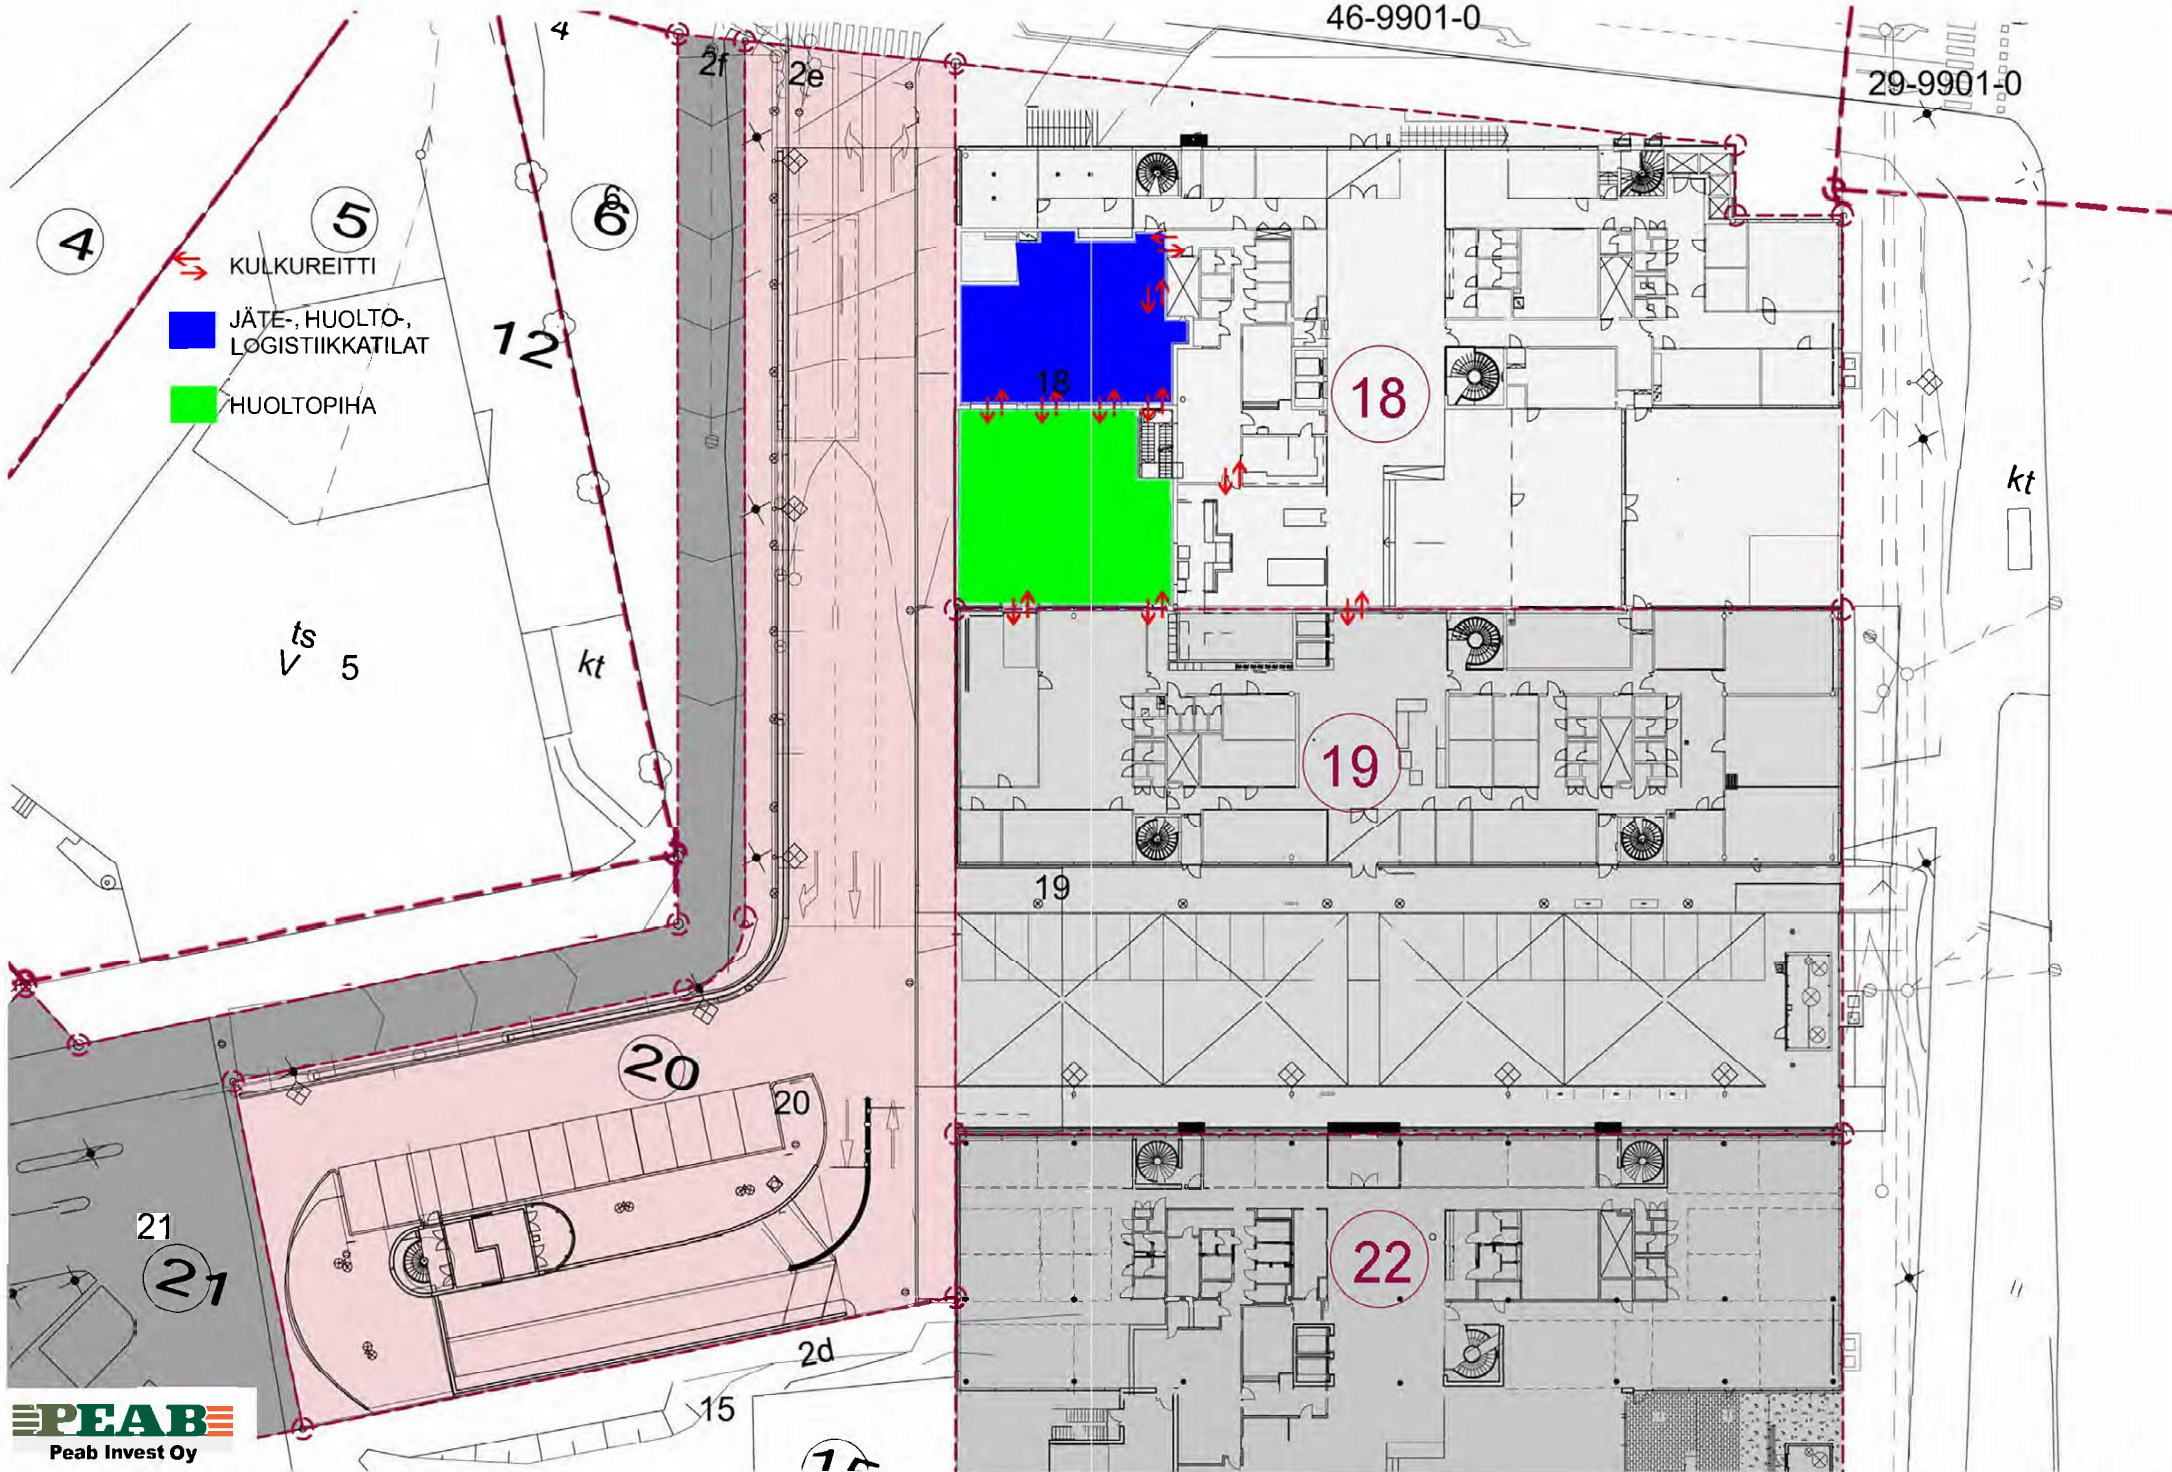 46-9901-0
4
2f
2e
29-9901-0
6
4
5
6
KULKUREITTI
JÄTE-, HUOLTO-,
LOGISTIIKKATILAT
12
18
18
HUOLTOPIHA
kt
ts
V 5
kt
19
19
20
20
21
21
22
2d
15
PEAB
Peab Invest Oy